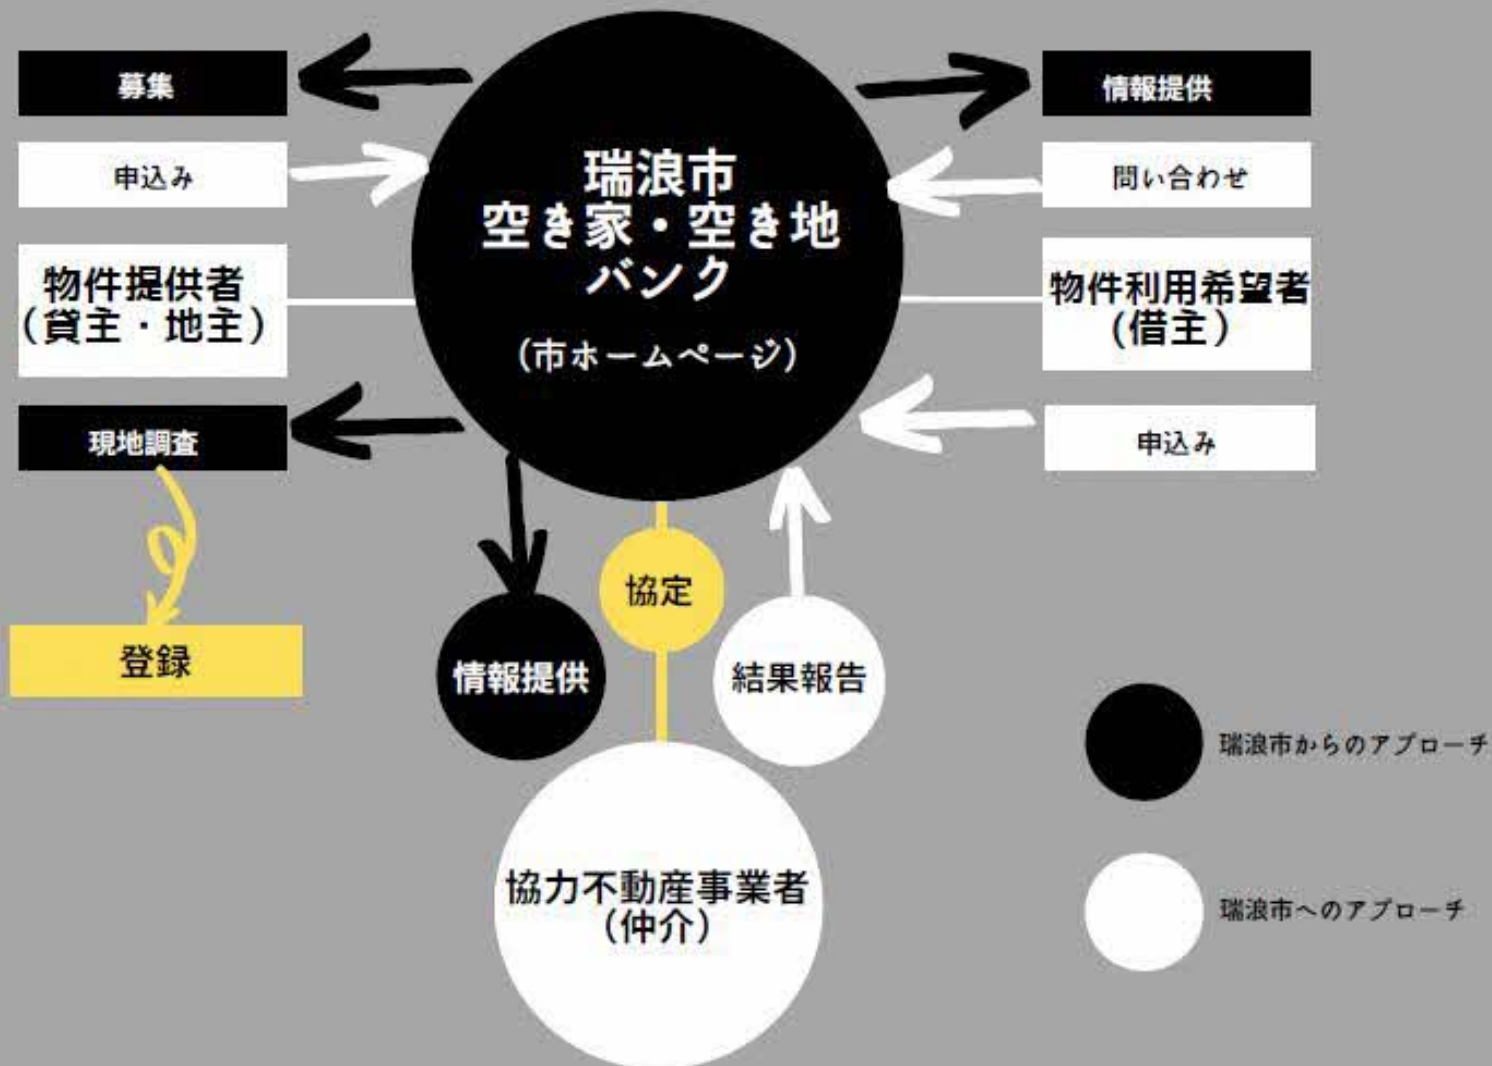 募集
申込み
物件提供者
（貸主・地主）
現地調査
登録
瑞浪市
空き家・空き地
バンク
（市ホームページ）
情報提供
問い合わせ
物件利用希望者
(借主）
申込み
協定
情報提供
結果報告
協力不動産事業者
（仲介）
瑞浪市からのアプローチ
瑞浪市へのアプローチ